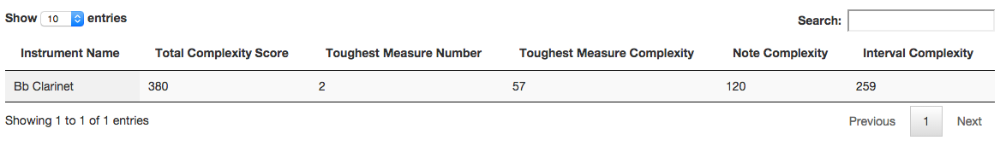 Show 10 entries Search:
Instrument Name Total Complexity Score Toughest Measure Number Toughest Measure Complexity Note Complexity Interval Complexity
Bb Clarinet 380 2 57 120 259
Showing 1 to 1 of 1 entries Previous 1 Next